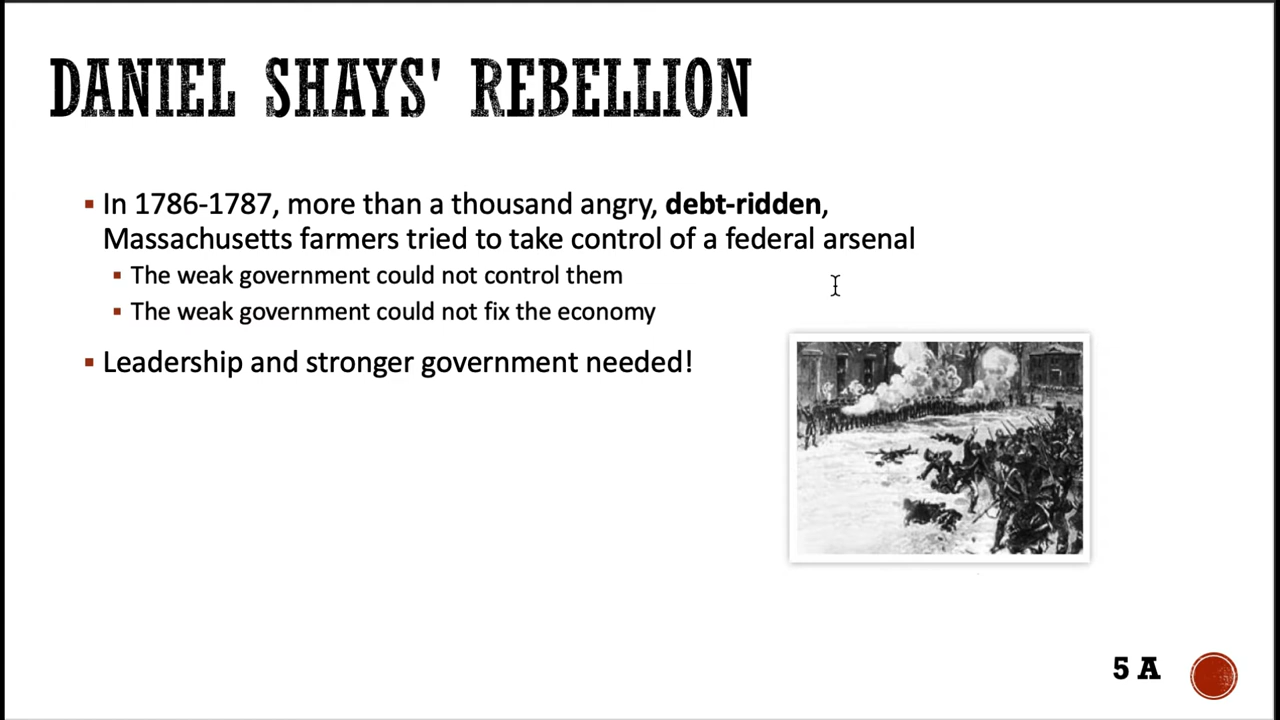 DANIEL SHAYS' REBELLION
In 1786-1787, more than a thousand angry, debt-ridden,
Massachusetts farmers tried to take control of a federal arsenal
The weak government could not control them
The weak government could not fix the economy
Leadership and stronger government needed!
5 A